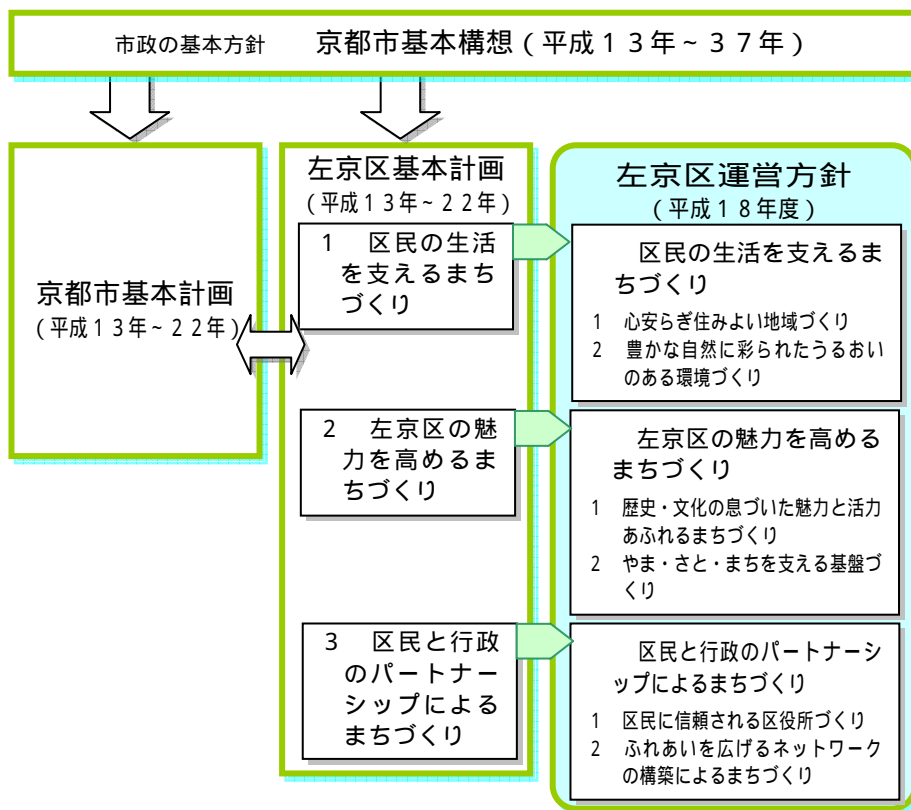 市政の基本方針 京都市基本構想（平成１３年～３７年）
京都市基本計画
（平成１３年～２２年）
左京区基本計画
（平成１３年～２２年）
１ 区民の生活
を支えるまち
づくり
２ 左京区の魅
力を高めるま
ちづくり
３ 区民と行政
のパートナー
シップによる
まちづくり
左京区運営方針
（平成１８年度）
区民の生活を支えるま
ちづくり
１ 心安らぎ住みよい地域づくり
２ 豊かな自然に彩られたうるおい
のある環境づくり
左京区の魅力を高める
まちづくり
１ 歴史・文化の息づいた魅力と活力
あふれるまちづくり
２ やま・さと・まちを支える基盤づ
くり
区民と行政のパートナーシ
ップによるまちづくり
１ 区民に信頼される区役所づくり
２ ふれあいを広げるネットワーク
の構築によるまちづくり